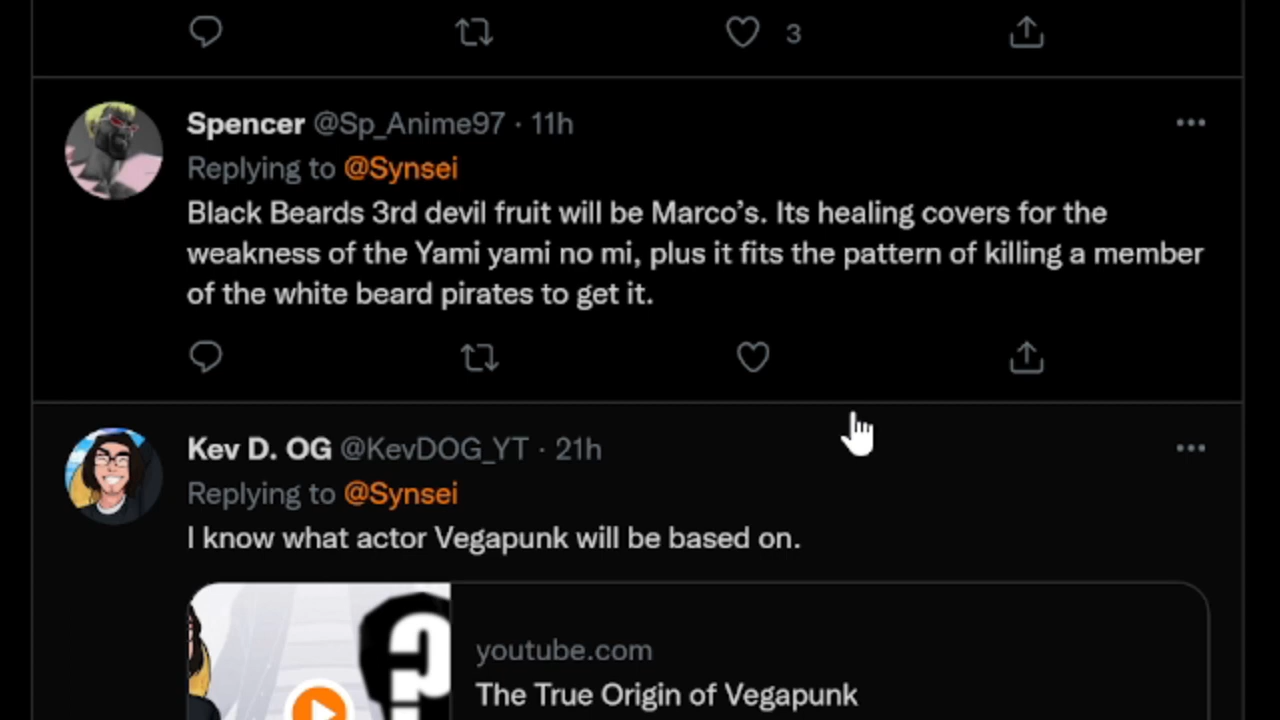 3
Spencer @Sp_Anime97 · 11h
Replying to @Synsei
Black Beards 3rd devil fruit will be Marco’s. Its healing covers for the
weakness of the Yami yami no mi, plus it fits the pattern of killing a member
of the white beard pirates to get it.
Kev D. OG @KevDOG_YT · 21h
Replying to @Synsei
I know what actor Vegapunk will be based on.
?
youtube.com
The True Origin of Vegapunk